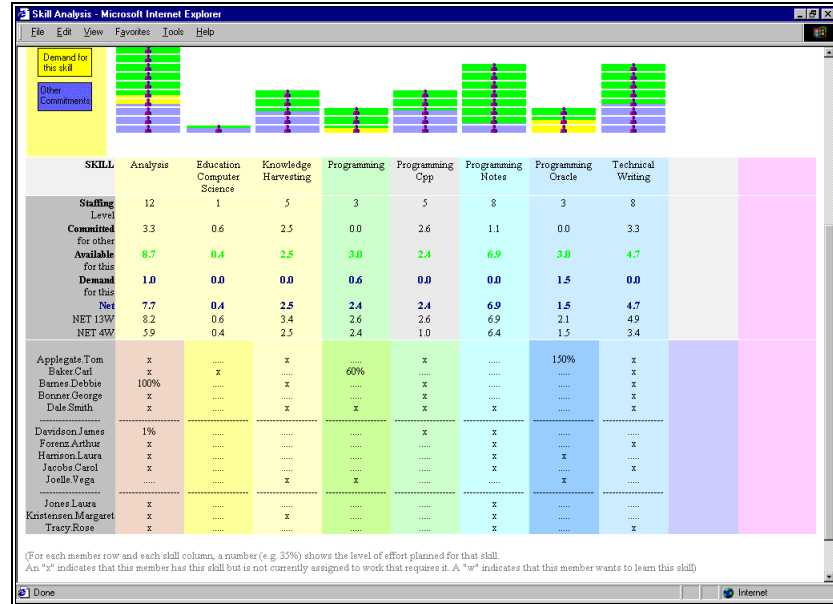 Skill Analysis - Microsoft Internet Explorer
File Edit View Favorites Tools Help
Demand for
this skill
Other
Commitments
SKILL Analysis Education Computer Science Knowledge Harvesting Programming Programming Cpp Programming Notes Programming Oracle Technical Writing
Staffing Level 12 1 5 3 5 8 3 8
Committed for other 3.3 0.6 2.5 0.0 2.6 1.1 0.0 3.3
Available for this 8.7 0.4 2.5 3.0 2.4 6.9 3.0 4.7
Demand for this 1.0 0.0 0.0 0.6 0.0 0.0 1.5 0.0
Net 7.7 0.4 2.5 2.4 2.4 6.9 1.5 4.7
NET 13W 8.2 0.6 3.4 2.6 2.6 6.9 2.1 4.9
NET 4W 5.9 0.4 2.5 2.4 1.0 6.4 1.5 3.4
Applegate.Tom x ..... x ..... x ..... 150% x
Baker.Carl x x ..... 60% ..... ..... ..... x
Barnes.Debbie 100% ..... x ..... x ..... ..... x
Bonner.George x ..... ..... ..... x ..... ..... x
Dale.Smith x ..... x x x x ..... x
Davidson.James 1% ..... ..... ..... x x ..... .....
Forenz.Arthur x ..... ..... ..... ..... x ..... x
Harrison.Laura x ..... ..... ..... ..... x x .....
Jacobs.Carol x ..... ..... ..... ..... x ..... x
Joelle.Vega ..... ..... x x ..... ..... x .....
Jones.Laura x ..... ..... ..... ..... x ..... .....
Kristensen.Margaret x ..... x ..... ..... x ..... .....
Tracy.Rose x ..... ..... ..... ..... x ..... x
(For each member row and each skill column, a number (e.g. 35%) shows the level of effort planned for that skill.
An "x" indicates that this member has this skill but is not currently assigned to work that requires it. A "w" indicates that this member wants to learn this skill)
Done Internet